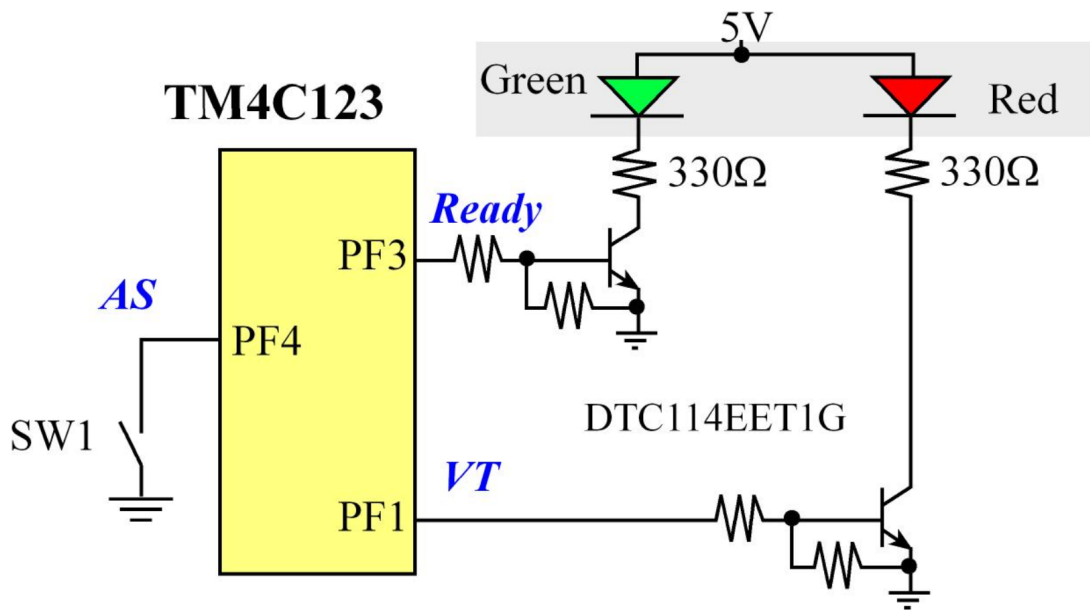 5V
Green
Red
TM4C123
330Ω
330Ω
Ready
PF3
AS
PF4
SW1
DTC114EET1G
VT
PF1